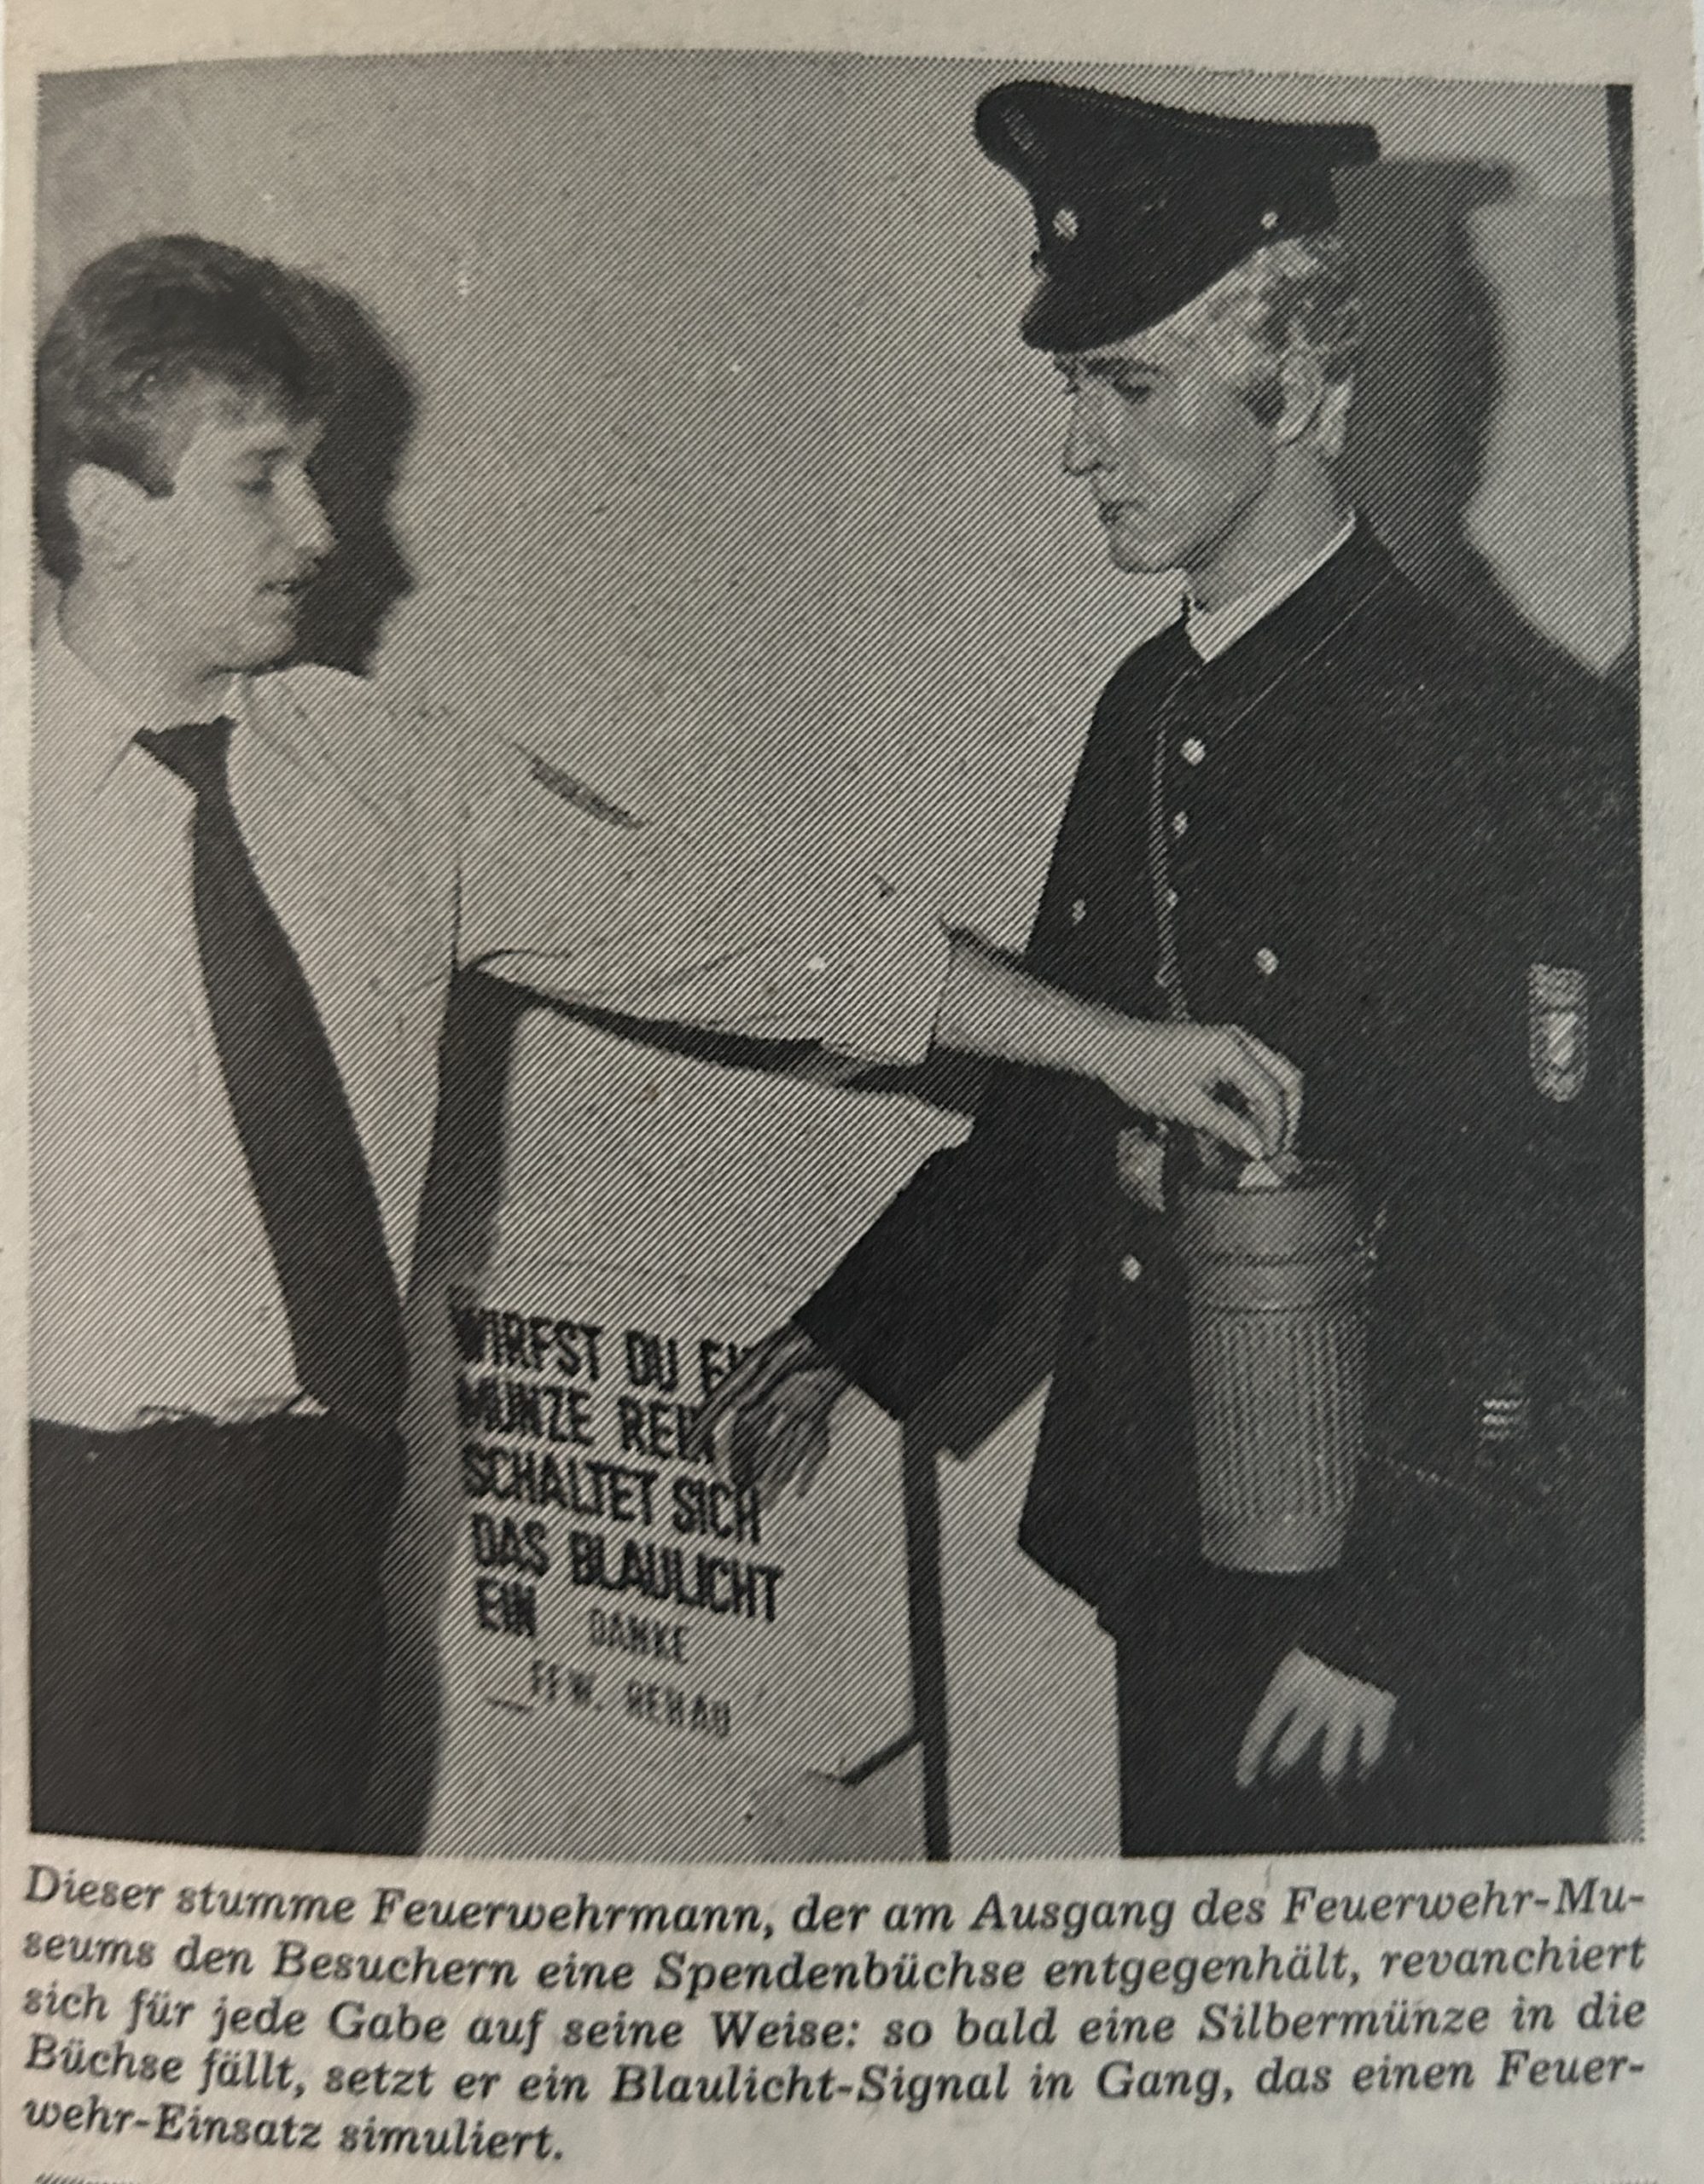 WIRFST DU
MÜNZE REIN
SCHALTET SICH
DAS BLAULICHT
EIN DANKE
FFW. REHAU
Dieser stumme Feuerwehrmann, der am Ausgang des Feuerwehr-Mu-
seums den Besuchern eine Spendenbüchse entgegenhält, revanchiert
sich für jede Gabe auf seine Weise: so bald eine Silbermünze in die
Büchse fällt, setzt er ein Blaulicht-Signal in Gang, das einen Feuer-
wehr-Einsatz simuliert.